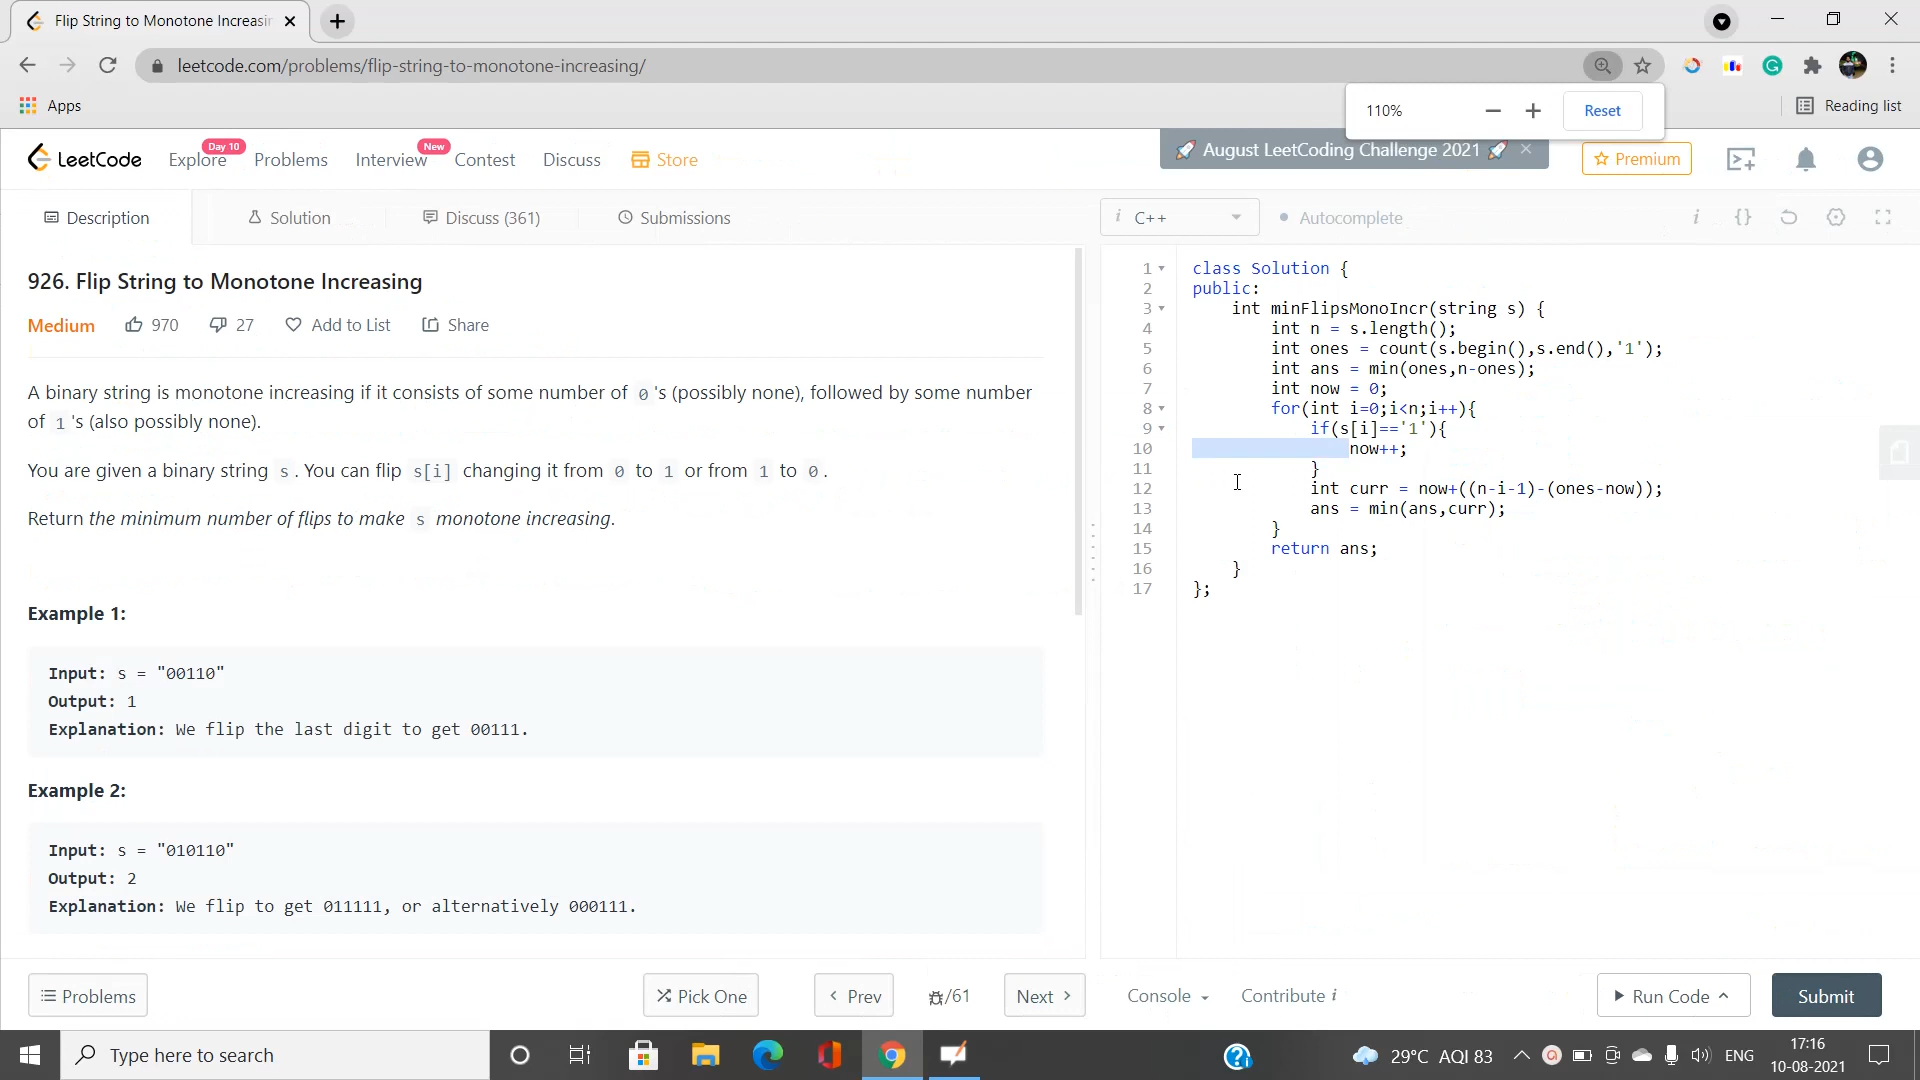 Flip String to Monotone Increasin
leetcode.com/problems/flip-string-to-monotone-increasing/
Apps
Reading list
110%
Reset
LeetCode
Explore
Day 10
Problems
Interview
New
Contest
Discuss
Store
August LeetCoding Challenge 2021
Premium
Description
Solution
Discuss (361)
Submissions
i C++
Autocomplete
926. Flip String to Monotone Increasing
Medium
970
27
Add to List
Share
A binary string is monotone increasing if it consists of some number of 0 's (possibly none), followed by some number
of 1 's (also possibly none).
You are given a binary string s . You can flip s[i] changing it from 0 to 1 or from 1 to 0 .
Return the minimum number of flips to make s monotone increasing.
Example 1:
Input: s = "00110"
Output: 1
Explanation: We flip the last digit to get 00111.
Example 2:
Input: s = "010110"
Output: 2
Explanation: We flip to get 011111, or alternatively 000111.
1 class Solution {
2 public:
3 int minFlipsMonoIncr(string s) {
4 int n = s.length();
5 int ones = count(s.begin(),s.end(),'1');
6 int ans = min(ones,n-ones);
7 int now = 0;
8 for(int i=0;i<n;i++){
9 if(s[i]=='1'){
10 now++;
11 }
12 int curr = now+((n-i-1)-(ones-now));
13 ans = min(ans,curr);
14 }
15 return ans;
16 }
17 };
Problems
Pick One
Prev
/61
Next
Console
Contribute i
Run Code
Submit
Type here to search
29°C AQI 83
ENG
17:16
10-08-2021